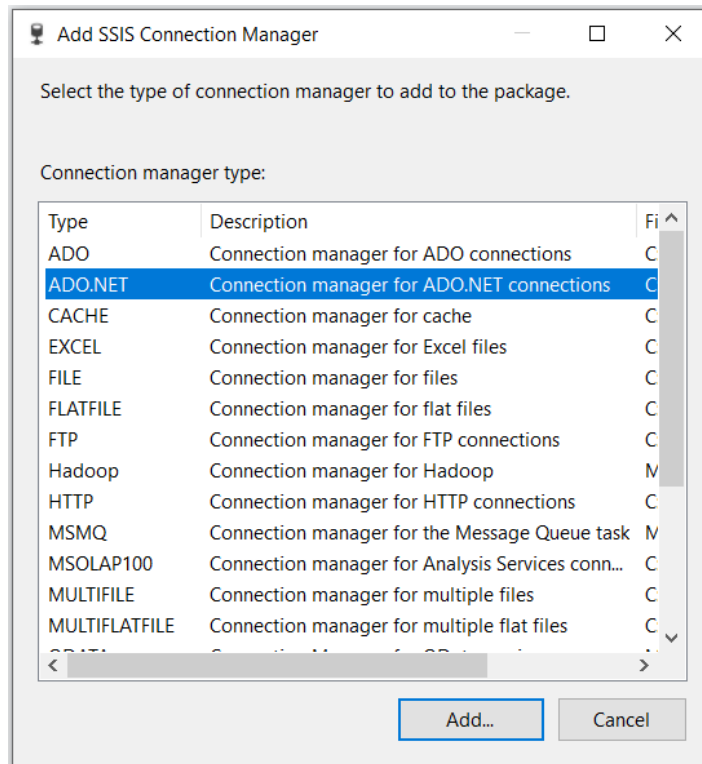 Add SSIS Connection Manager
Select the type of connection manager to add to the package.
Connection manager type:
Type Description Fi
ADO Connection manager for ADO connections C
ADO.NET Connection manager for ADO.NET connections C
CACHE Connection manager for cache C
EXCEL Connection manager for Excel files C
FILE Connection manager for files C
FLATFILE Connection manager for flat files C
FTP Connection manager for FTP connections C
Hadoop Connection manager for Hadoop M
HTTP Connection manager for HTTP connections C
MSMQ Connection manager for the Message Queue task M
MSOLAP100 Connection manager for Analysis Services conn... C
MULTIFILE Connection manager for multiple files C
MULTIFLATFILE Connection manager for multiple flat files C
Add... Cancel